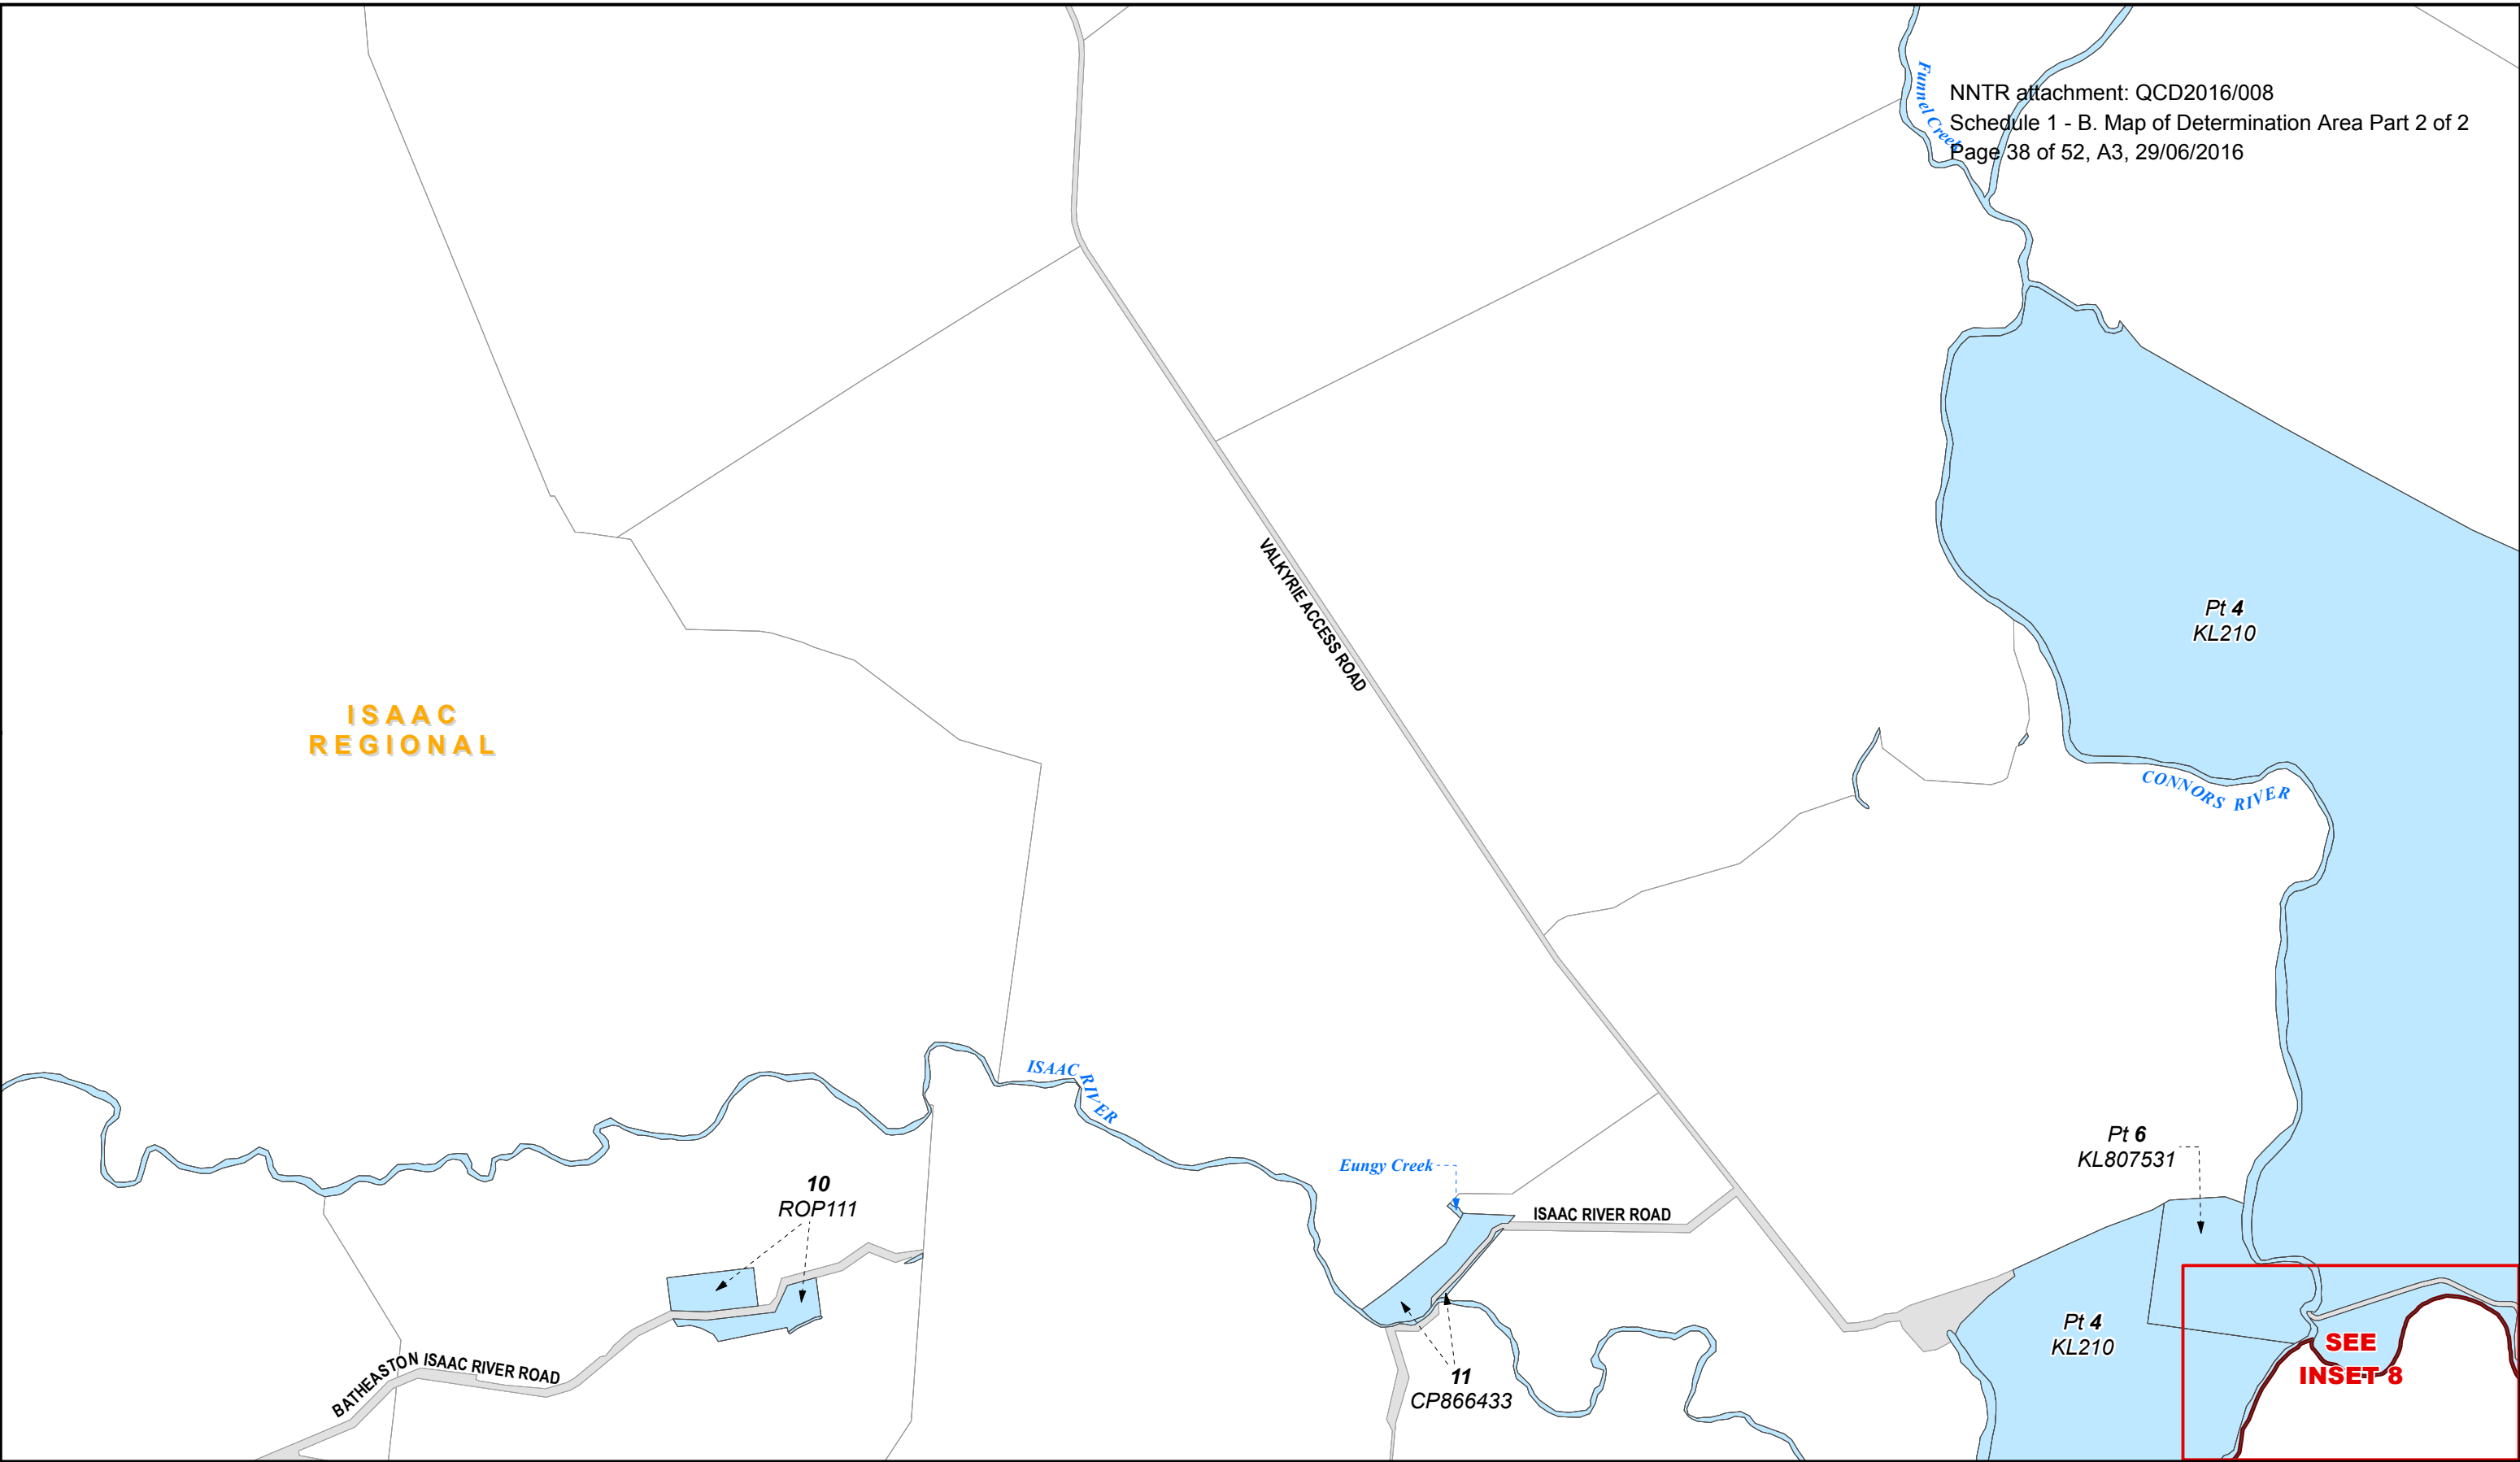 Funnel Creek
NNTR attachment: QCD2016/008
Schedule 1 - B. Map of Determination Area Part 2 of 2
Page 38 of 52, A3, 29/06/2016
VALKYRIE ACCESS ROAD
Pt 4
KL210
ISAAC
REGIONAL
CONNORS RIVER
ISAAC RIVER
Pt 6
KL807531
Eungy Creek
10
ROP111
ISAAC RIVER ROAD
Pt 4
KL210
SEE
INSET 8
BATHEASTON ISAAC RIVER ROAD
11
CP866433